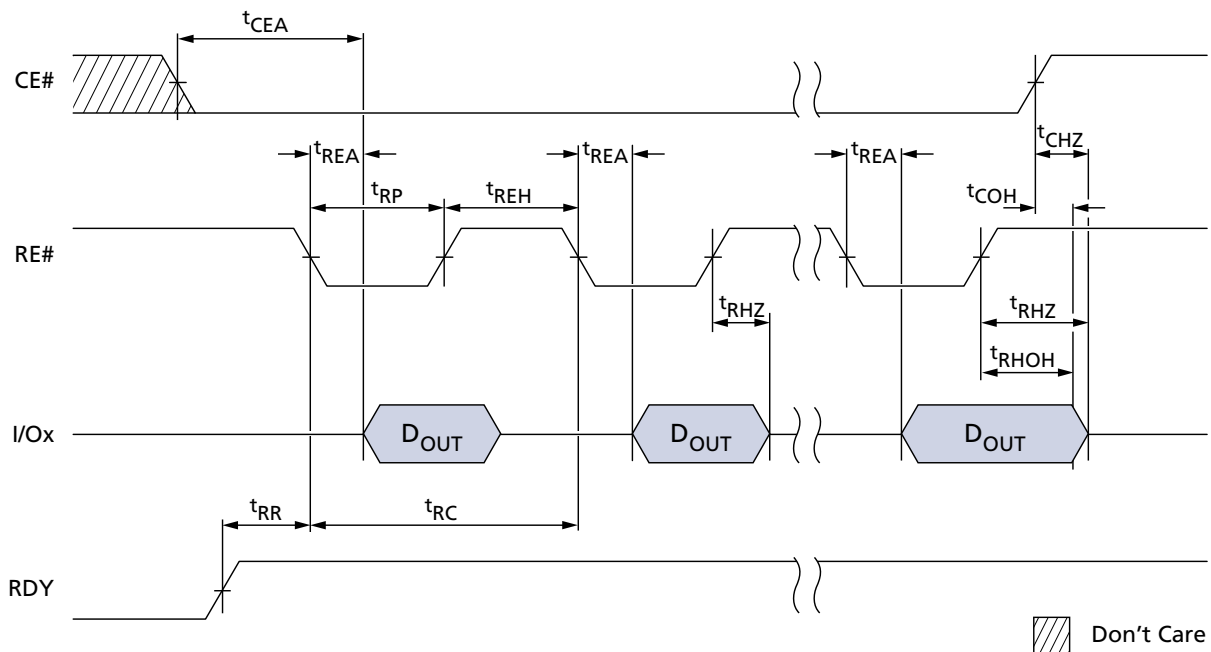 tCEA
CE#
tCHZ
tREA
tREA
tREA
tRP
tREH
tCOH
RE#
tRHZ
tRHZ
tRHOH
I/Ox
DOUT
DOUT
DOUT
tRR
tRC
RDY
Don't Care